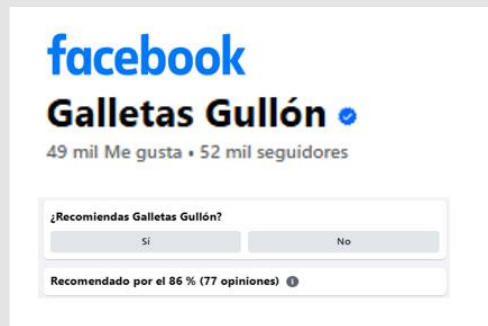 facebook
Galletas Gullón
49 mil Me gusta • 52 mil seguidores
¿Recomiendas Galletas Gullón?
Sí No
Recomendado por el 86 % (77 opiniones)